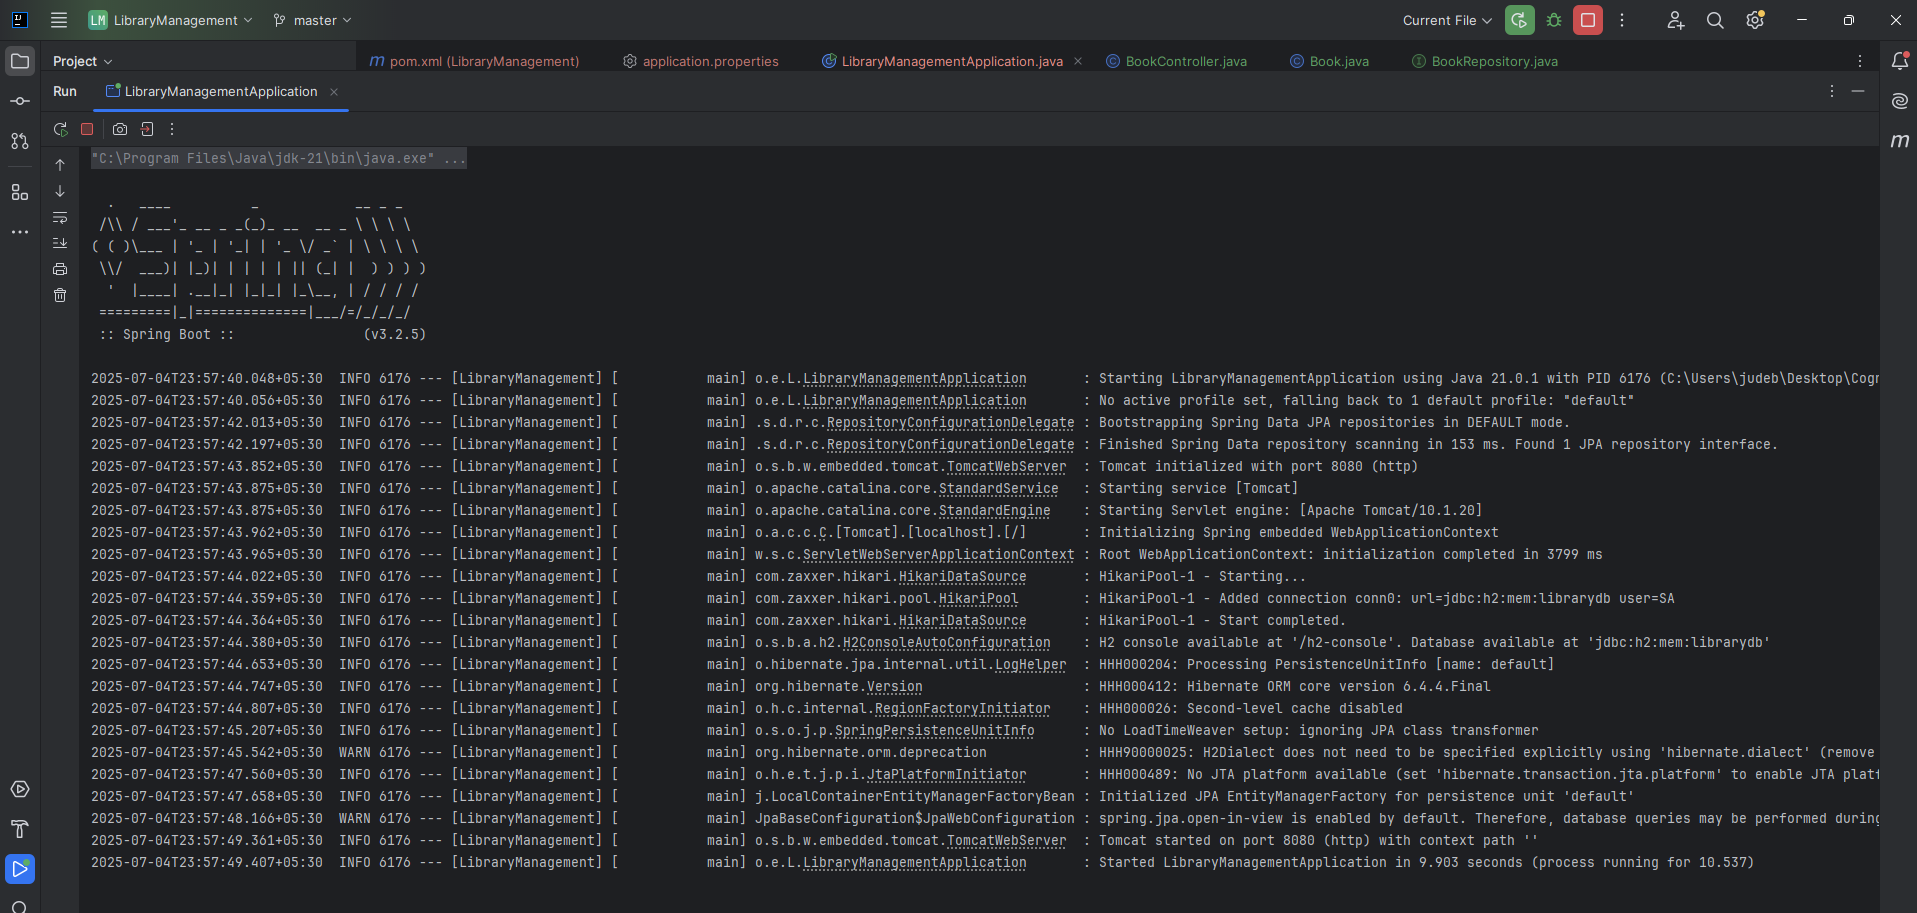 LM LibraryManagement master Current File
Project
pom.xml (LibraryManagement) application.properties LibraryManagementApplication.java BookController.java Book.java BookRepository.java
Run LibraryManagementApplication
"C:\Program Files\Java\jdk-21\bin\java.exe" ...
  .   ____          _            __ _ _
 /\\ / ___'_ __ _ _(_)_ __  __ _ \ \ \ \
( ( )\___ | '_ | '_| | '_ \/ _` | \ \ \ \
 \\/  ___)| |_)| | | | | || (_| |  ) ) ) )
  '  |____| .__|_| |_|_| |_\__, | / / / /
 =========|_|==============|___/=/_/_/_/
 :: Spring Boot ::                (v3.2.5)
2025-07-04T23:57:40.048+05:30  INFO 6176 --- [LibraryManagement] [           main] o.e.L.LibraryManagementApplication       : Starting LibraryManagementApplication using Java 21.0.1 with PID 6176 (C:\Users\judeb\Desktop\Cogn
2025-07-04T23:57:40.056+05:30  INFO 6176 --- [LibraryManagement] [           main] o.e.L.LibraryManagementApplication       : No active profile set, falling back to 1 default profile: "default"
2025-07-04T23:57:42.013+05:30  INFO 6176 --- [LibraryManagement] [           main] .s.d.r.c.RepositoryConfigurationDelegate : Bootstrapping Spring Data JPA repositories in DEFAULT mode.
2025-07-04T23:57:42.197+05:30  INFO 6176 --- [LibraryManagement] [           main] .s.d.r.c.RepositoryConfigurationDelegate : Finished Spring Data repository scanning in 153 ms. Found 1 JPA repository interface.
2025-07-04T23:57:43.852+05:30  INFO 6176 --- [LibraryManagement] [           main] o.s.b.w.embedded.tomcat.TomcatWebServer  : Tomcat initialized with port 8080 (http)
2025-07-04T23:57:43.875+05:30  INFO 6176 --- [LibraryManagement] [           main] o.apache.catalina.core.StandardService   : Starting service [Tomcat]
2025-07-04T23:57:43.875+05:30  INFO 6176 --- [LibraryManagement] [           main] o.apache.catalina.core.StandardEngine    : Starting Servlet engine: [Apache Tomcat/10.1.20]
2025-07-04T23:57:43.962+05:30  INFO 6176 --- [LibraryManagement] [           main] o.a.c.c.C.[Tomcat].[localhost].[/]       : Initializing Spring embedded WebApplicationContext
2025-07-04T23:57:43.965+05:30  INFO 6176 --- [LibraryManagement] [           main] w.s.c.ServletWebServerApplicationContext : Root WebApplicationContext: initialization completed in 3799 ms
2025-07-04T23:57:44.022+05:30  INFO 6176 --- [LibraryManagement] [           main] com.zaxxer.hikari.HikariDataSource       : HikariPool-1 - Starting...
2025-07-04T23:57:44.359+05:30  INFO 6176 --- [LibraryManagement] [           main] com.zaxxer.hikari.pool.HikariPool        : HikariPool-1 - Added connection conn0: url=jdbc:h2:mem:librarydb user=SA
2025-07-04T23:57:44.364+05:30  INFO 6176 --- [LibraryManagement] [           main] com.zaxxer.hikari.HikariDataSource       : HikariPool-1 - Start completed.
2025-07-04T23:57:44.380+05:30  INFO 6176 --- [LibraryManagement] [           main] o.s.b.a.h2.H2ConsoleAutoConfiguration    : H2 console available at '/h2-console'. Database available at 'jdbc:h2:mem:librarydb'
2025-07-04T23:57:44.653+05:30  INFO 6176 --- [LibraryManagement] [           main] o.hibernate.jpa.internal.util.LogHelper  : HHH000204: Processing PersistenceUnitInfo [name: default]
2025-07-04T23:57:44.747+05:30  INFO 6176 --- [LibraryManagement] [           main] org.hibernate.Version                    : HHH000412: Hibernate ORM core version 6.4.4.Final
2025-07-04T23:57:44.807+05:30  INFO 6176 --- [LibraryManagement] [           main] o.h.c.internal.RegionFactoryInitiator    : HHH000026: Second-level cache disabled
2025-07-04T23:57:45.207+05:30  INFO 6176 --- [LibraryManagement] [           main] o.s.o.j.p.SpringPersistenceUnitInfo      : No LoadTimeWeaver setup: ignoring JPA class transformer
2025-07-04T23:57:45.542+05:30  WARN 6176 --- [LibraryManagement] [           main] org.hibernate.orm.deprecation            : HHH90000025: H2Dialect does not need to be specified explicitly using 'hibernate.dialect' (remove
2025-07-04T23:57:47.560+05:30  INFO 6176 --- [LibraryManagement] [           main] o.h.e.t.j.p.i.JtaPlatformInitiator       : HHH000489: No JTA platform available (set 'hibernate.transaction.jta.platform' to enable JTA platf
2025-07-04T23:57:47.658+05:30  INFO 6176 --- [LibraryManagement] [           main] j.LocalContainerEntityManagerFactoryBean : Initialized JPA EntityManagerFactory for persistence unit 'default'
2025-07-04T23:57:48.166+05:30  WARN 6176 --- [LibraryManagement] [           main] JpaBaseConfiguration$JpaWebConfiguration : spring.jpa.open-in-view is enabled by default. Therefore, database queries may be performed during
2025-07-04T23:57:49.361+05:30  INFO 6176 --- [LibraryManagement] [           main] o.s.b.w.embedded.tomcat.TomcatWebServer  : Tomcat started on port 8080 (http) with context path ''
2025-07-04T23:57:49.407+05:30  INFO 6176 --- [LibraryManagement] [           main] o.e.L.LibraryManagementApplication       : Started LibraryManagementApplication in 9.903 seconds (process running for 10.537)